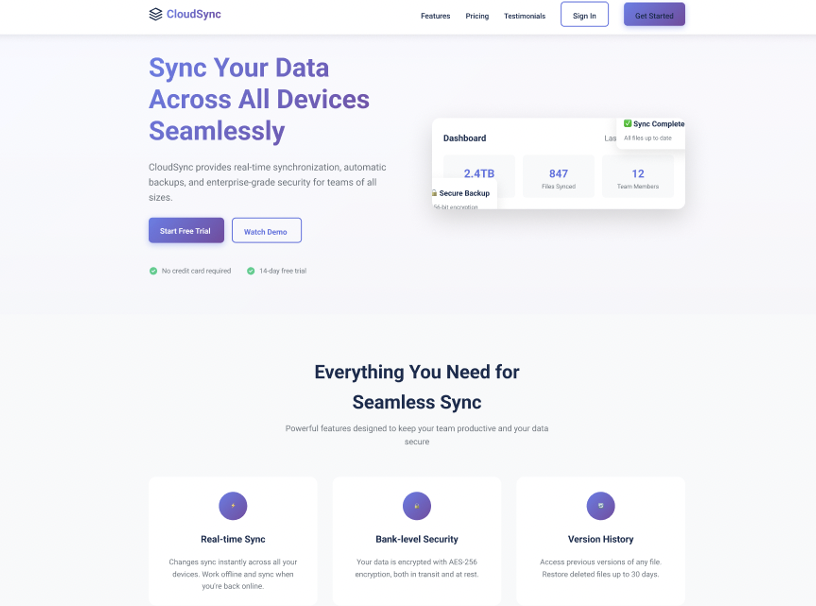 CloudSync
Features
Pricing
Testimonials
Sign In
Get Started
Sync Your Data
Across All Devices
Seamlessly
CloudSync provides real-time synchronization, automatic
backups, and enterprise-grade security for teams of all
sizes.
Start Free Trial
Watch Demo
No credit card required
14-day free trial
Dashboard
Sync Complete
All files up to date
2.4TB
847
Files Synced
12
Team Members
Secure Backup
encryption
Everything You Need for
Seamless Sync
Powerful features designed to keep your team productive and your data
secure
Real-time Sync
Changes sync instantly across all your
devices. Work offline and sync when
you're back online.
Bank-level Security
Your data is encrypted with AES-256
encryption, both in transit and at rest.
Version History
Access previous versions of any file.
Restore deleted files up to 30 days.